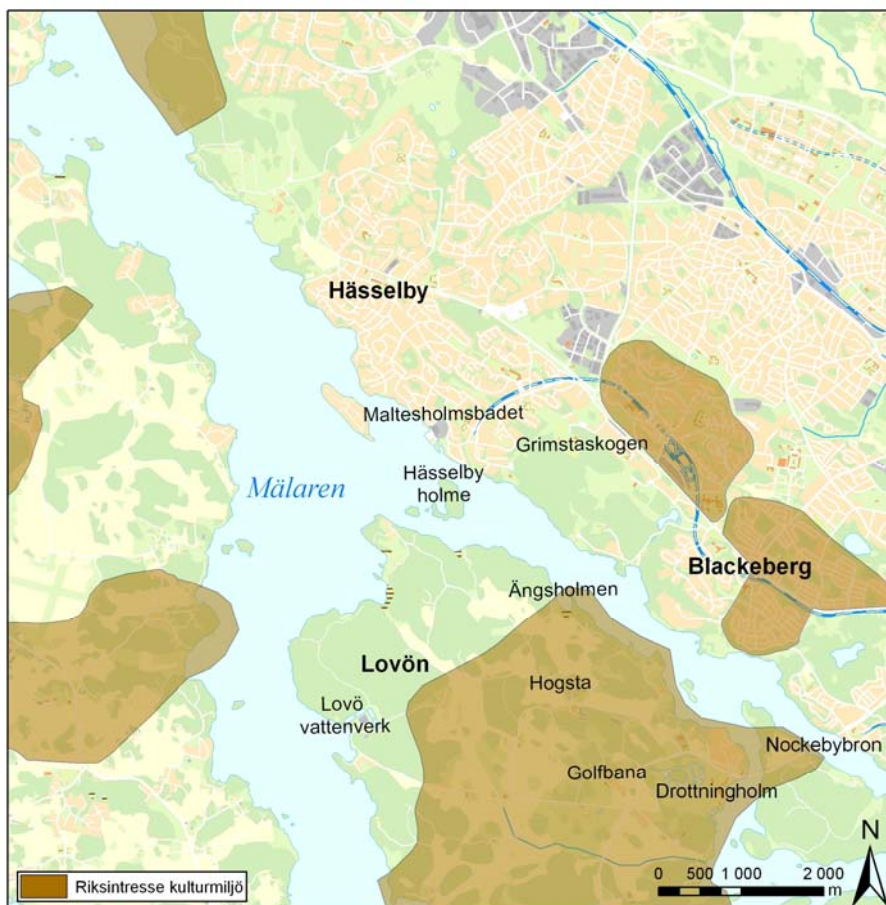 Hässelby
Maltesholmsbadet
Grimstaskogen
Hässelby
holme
Mälaren
Blackeberg
Ängsholmen
Lovön
Hogsta
Lovö
vattenverk
Nockebybron
Golfbana
Drottningholm
N
Riksintresse kulturmiljö
0 500 1 000 2 000
m